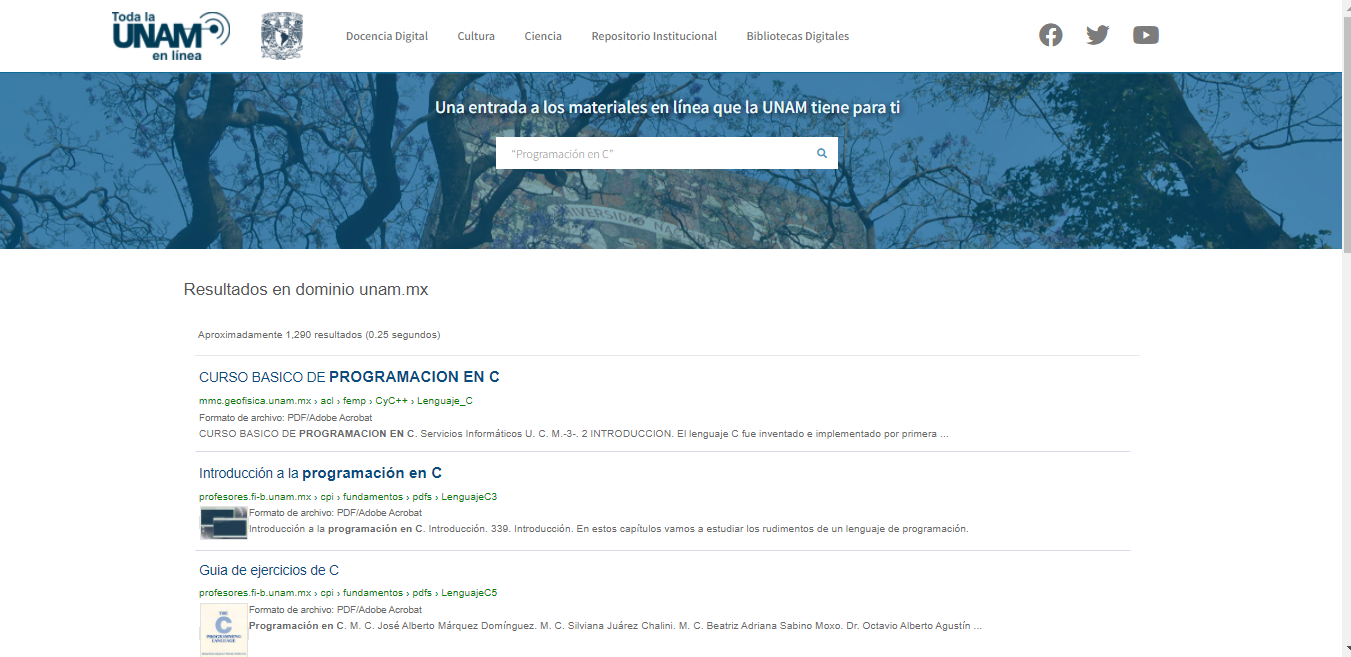 Toda la
UNAM
en línea
Docencia Digital
Cultura
Ciencia
Repositorio Institucional
Bibliotecas Digitales
Una entrada a los materiales en línea que la UNAM tiene para ti
"Programación en C"
UNIVERSIDAD NACIONAL
Resultados en dominio unam.mx
Aproximadamente 1,290 resultados (0.25 segundos)
CURSO BASICO DE PROGRAMACION EN C
mmc.geofisica.unam.mx › acl › femp › CyC++ › Lenguaje_C
Formato de archivo: PDF/Adobe Acrobat
CURSO BASICO DE PROGRAMACION EN C. Servicios Informáticos U. C. M.-3-. 2 INTRODUCCION. El lenguaje C fue inventado e implementado por primera ...
Introducción a la programación en C
profesores.fi-b.unam.mx › cpi › fundamentos › pdfs › LenguajeC3
Formato de archivo: PDF/Adobe Acrobat
Introducción a la programación en C. Introducción. 339. Introducción. En estos capítulos vamos a estudiar los rudimentos de un lenguaje de programación.
Guia de ejercicios de C
profesores.fi-b.unam.mx › cpi › fundamentos › pdfs › LenguajeC5
Formato de archivo: PDF/Adobe Acrobat
THE
C
PROGRAMMING
LANGUAGE
Programación en C. M. C. José Alberto Márquez Domínguez. M. C. Silviana Juárez Chalini. M. C. Beatriz Adriana Sabino Moxo. Dr. Octavio Alberto Agustín ...